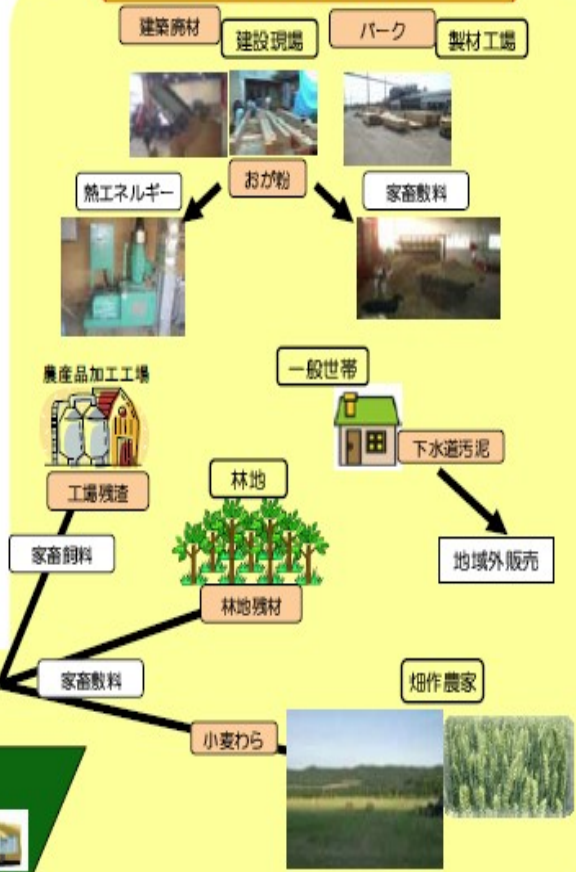 建築廃材
建設現場
バーク
製材工場
おが粉
熱エネルギー
家畜敷料
農産品加工工場
一般世帯
下水道汚泥
工場残渣
林地
家畜飼料
地域外販売
林地残材
家畜敷料
畑作農家
小麦わら